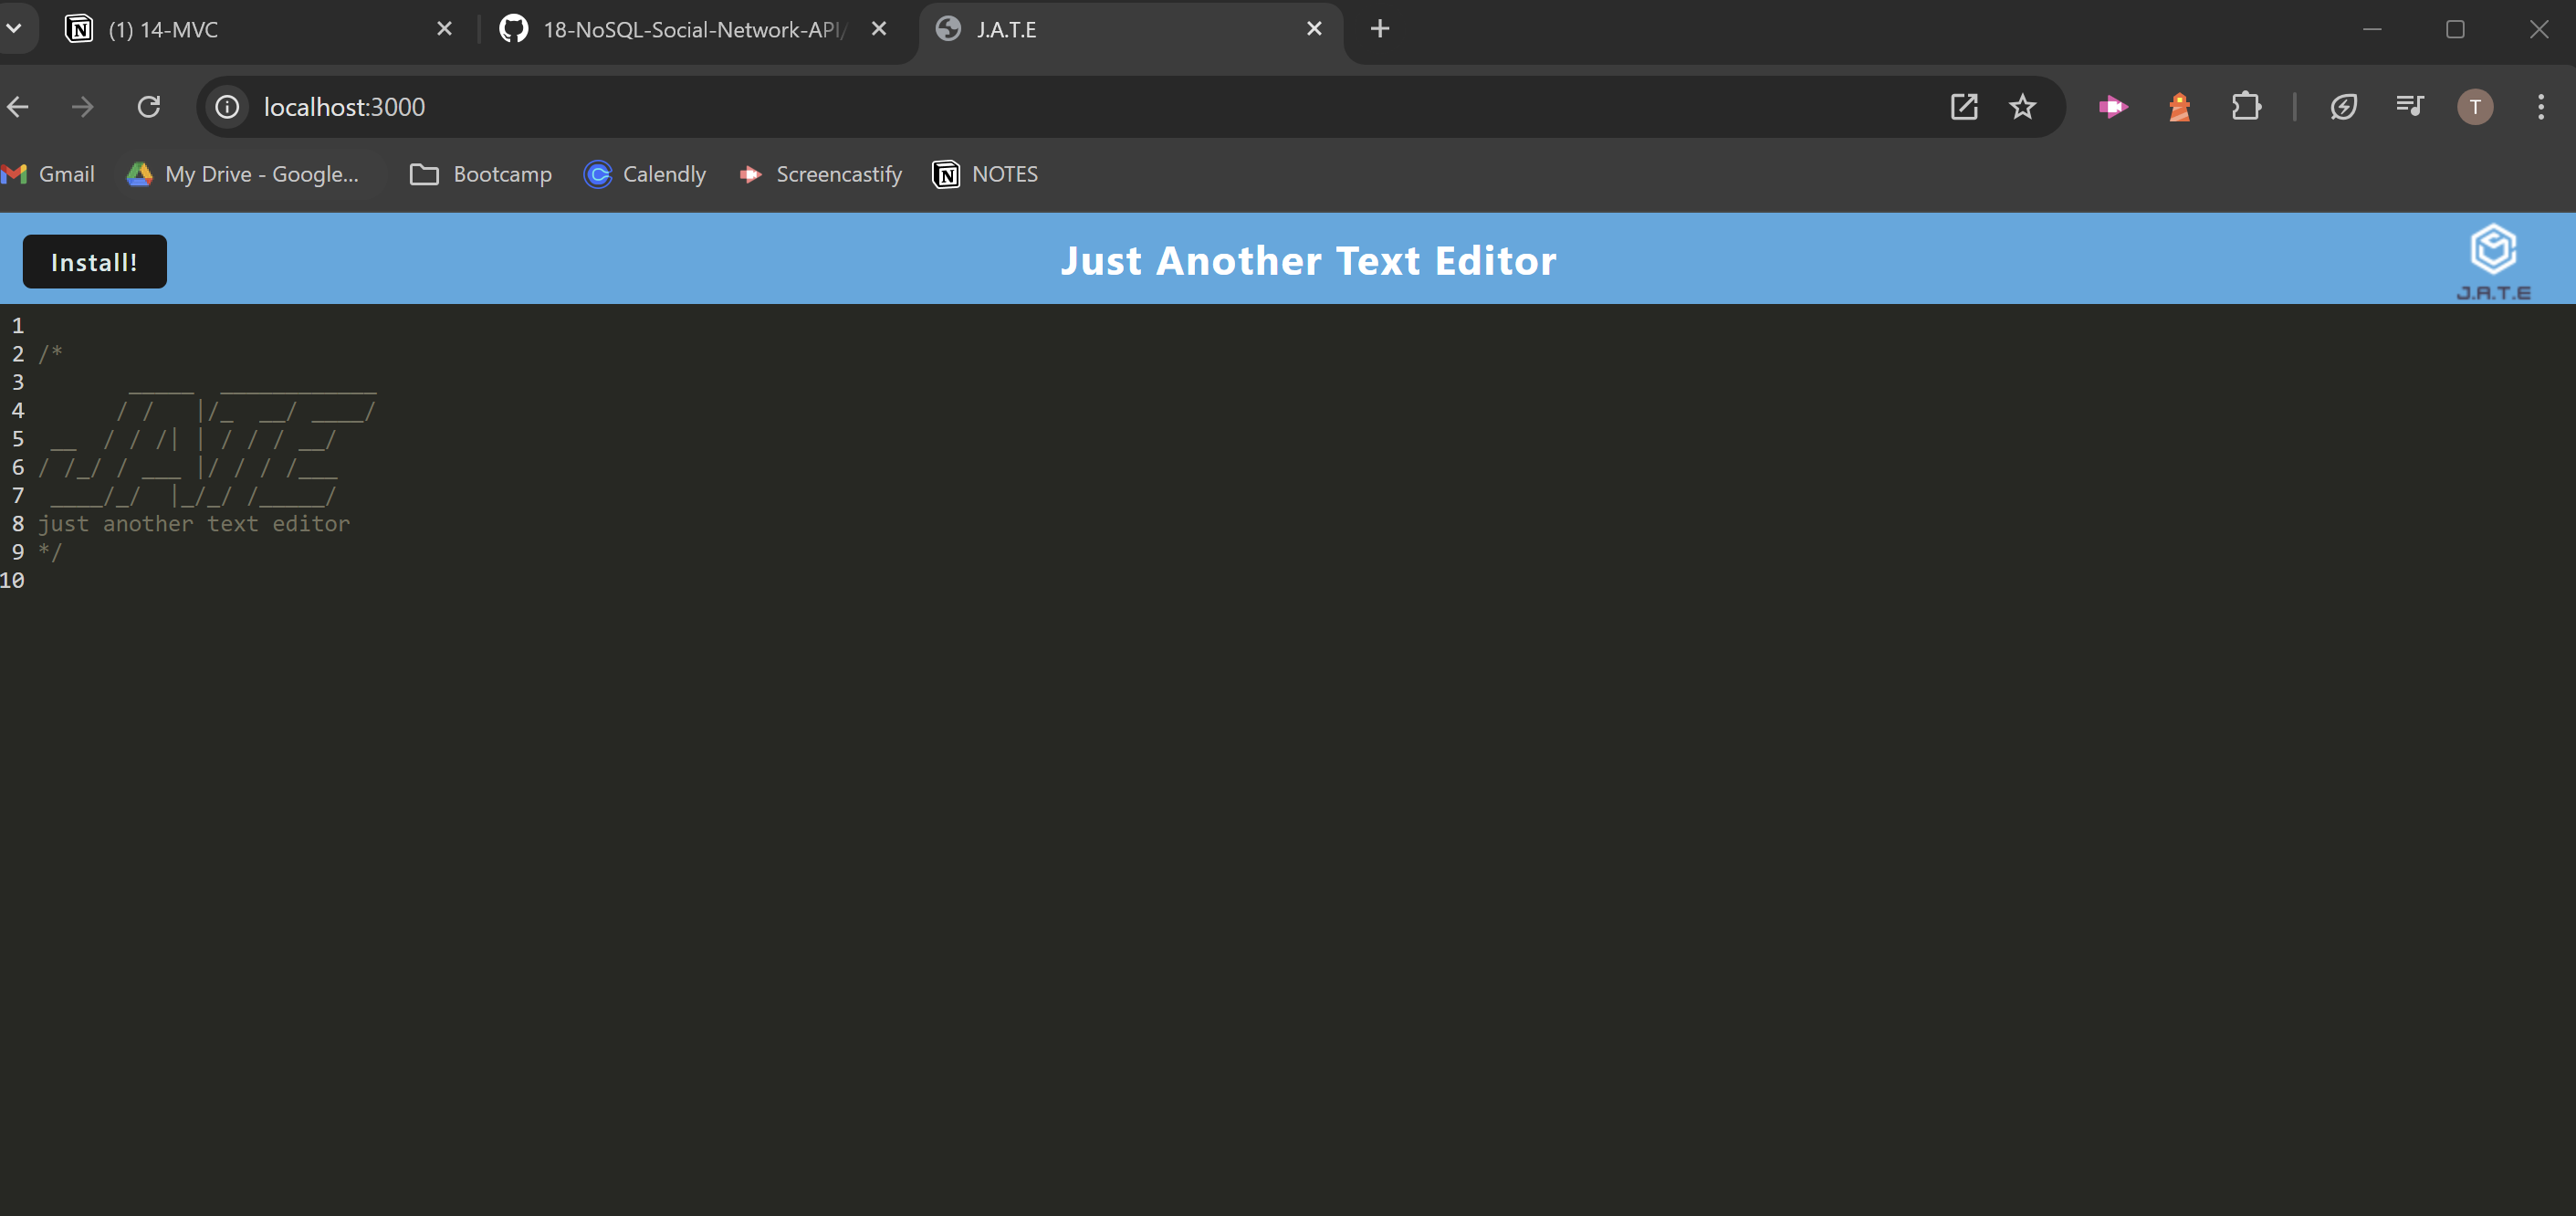 (1) 14-MVC
18-NoSQL-Social-Network-API/
J.A.T.E
localhost:3000
T
Gmail
My Drive - Google...
Bootcamp
Calendly
Screencastify
NOTES
Install!
Just Another Text Editor
J.A.T.E
1
2 /*
3        _____  ____________
4       / /   |/_  __/ ____/
5  __  / / /| | / / / __/
6 / /_/ / ___ |/ / / /___
7  ____/_/  |_/_/ /_____/
8 just another text editor
9 */
10